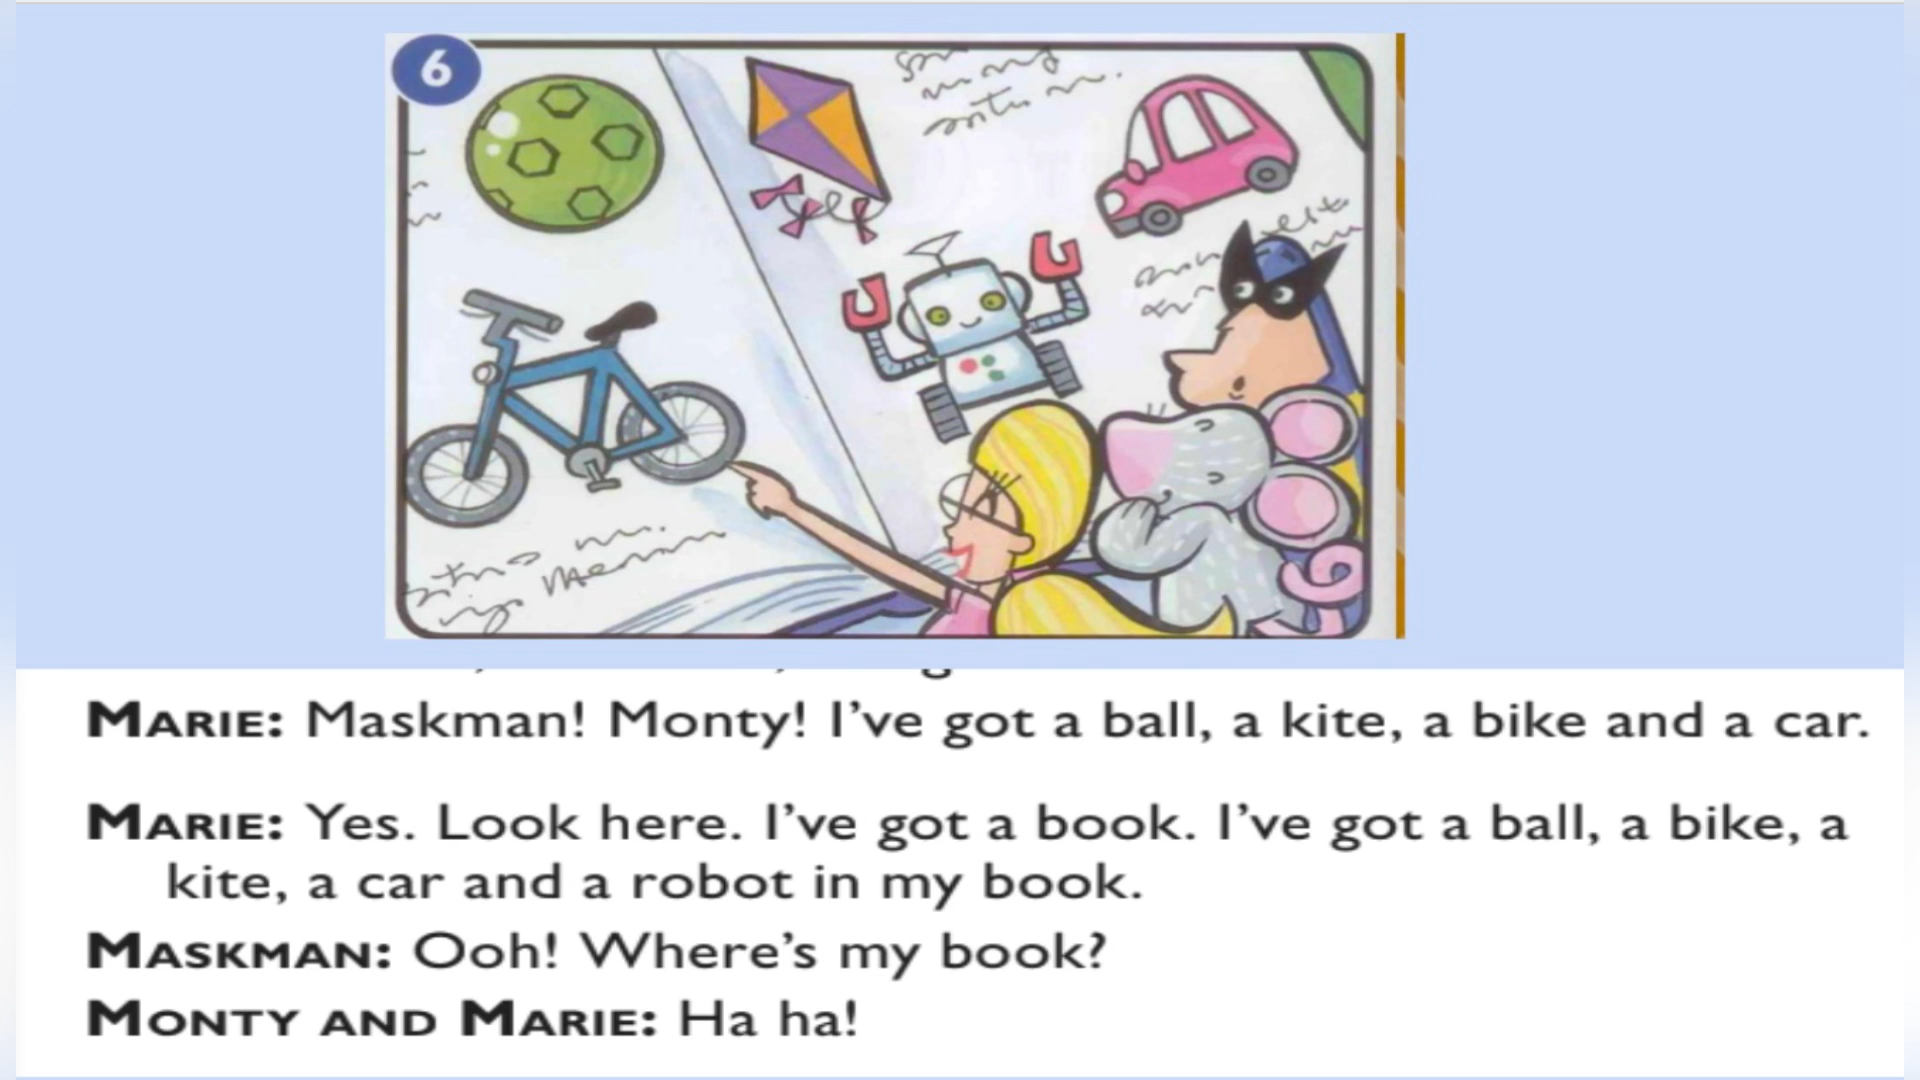 6
MARIE: Maskman! Monty! I've got a ball, a kite, a bike and a car.
MARIE: Yes. Look here. I've got a book. I've got a ball, a bike, a
kite, a car and a robot in my book.
MASKMAN: Ooh! Where's my book?
MONTY AND MARIE: Ha ha!